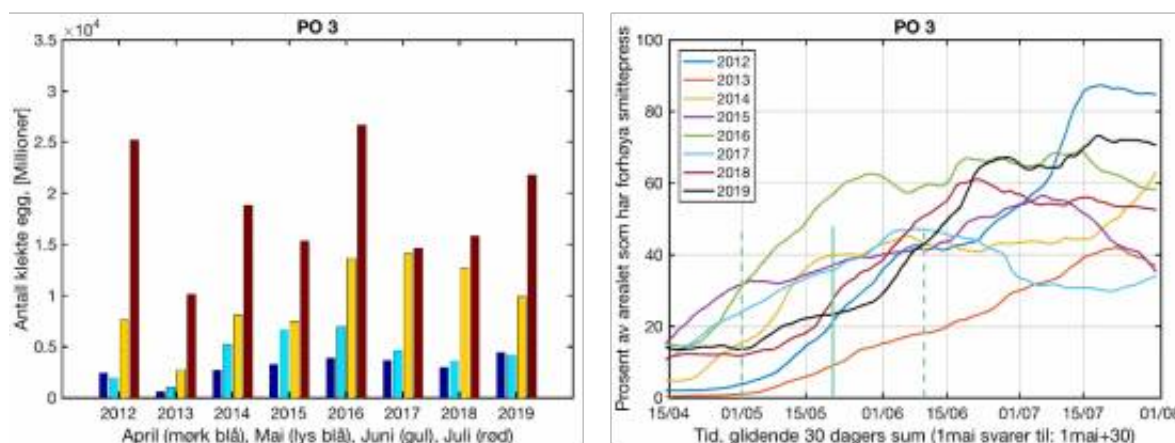 PO 3
×10⁴
3.5
3
2.5
2
1.5
1
0.5
0
Antall klekte egg, [Millioner]
2012 2013 2014 2015 2016 2017 2018 2019
April (mørk blå), Mai (lys blå), Juni (gul), Juli (rød)
PO 3
100
80
60
40
20
0
Prosent av arealet som har forhøya smittepress
2012
2013
2014
2015
2016
2017
2018
2019
15/04 01/05 15/05 01/06 15/06 01/07 15/07 01/08
Tid, glidende 30 dagers sum (1mai svarer til: 1mai+30)